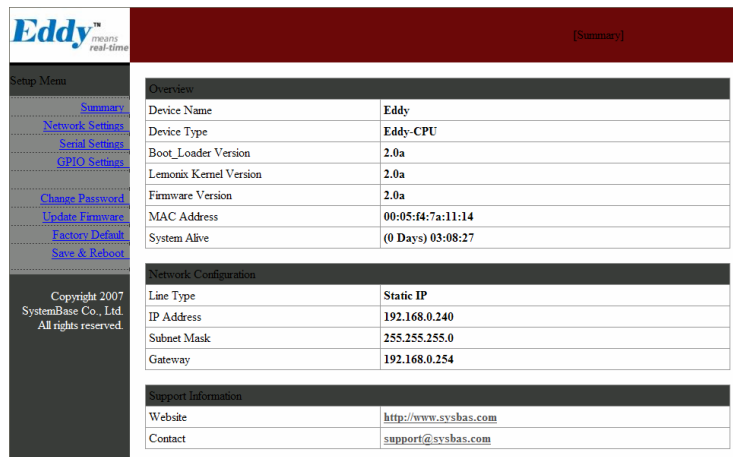 Eddy™
means
real-time
[Summary]
Setup Menu
Summary
Network Settings
Serial Settings
GPIO Settings
Change Password
Update Firmware
Factory Default
Save & Reboot
Copyright 2007
SystemBase Co., Ltd.
All rights reserved.
Overview
Device Name Eddy
Device Type Eddy-CPU
Boot_Loader Version 2.0a
Lemonix Kernel Version 2.0a
Firmware Version 2.0a
MAC Address 00:05:f4:7a:11:14
System Alive (0 Days) 03:08:27
Network Configuration
Line Type Static IP
IP Address 192.168.0.240
Subnet Mask 255.255.255.0
Gateway 192.168.0.254
Support Information
Website http://www.sysbas.com
Contact support@sysbas.com